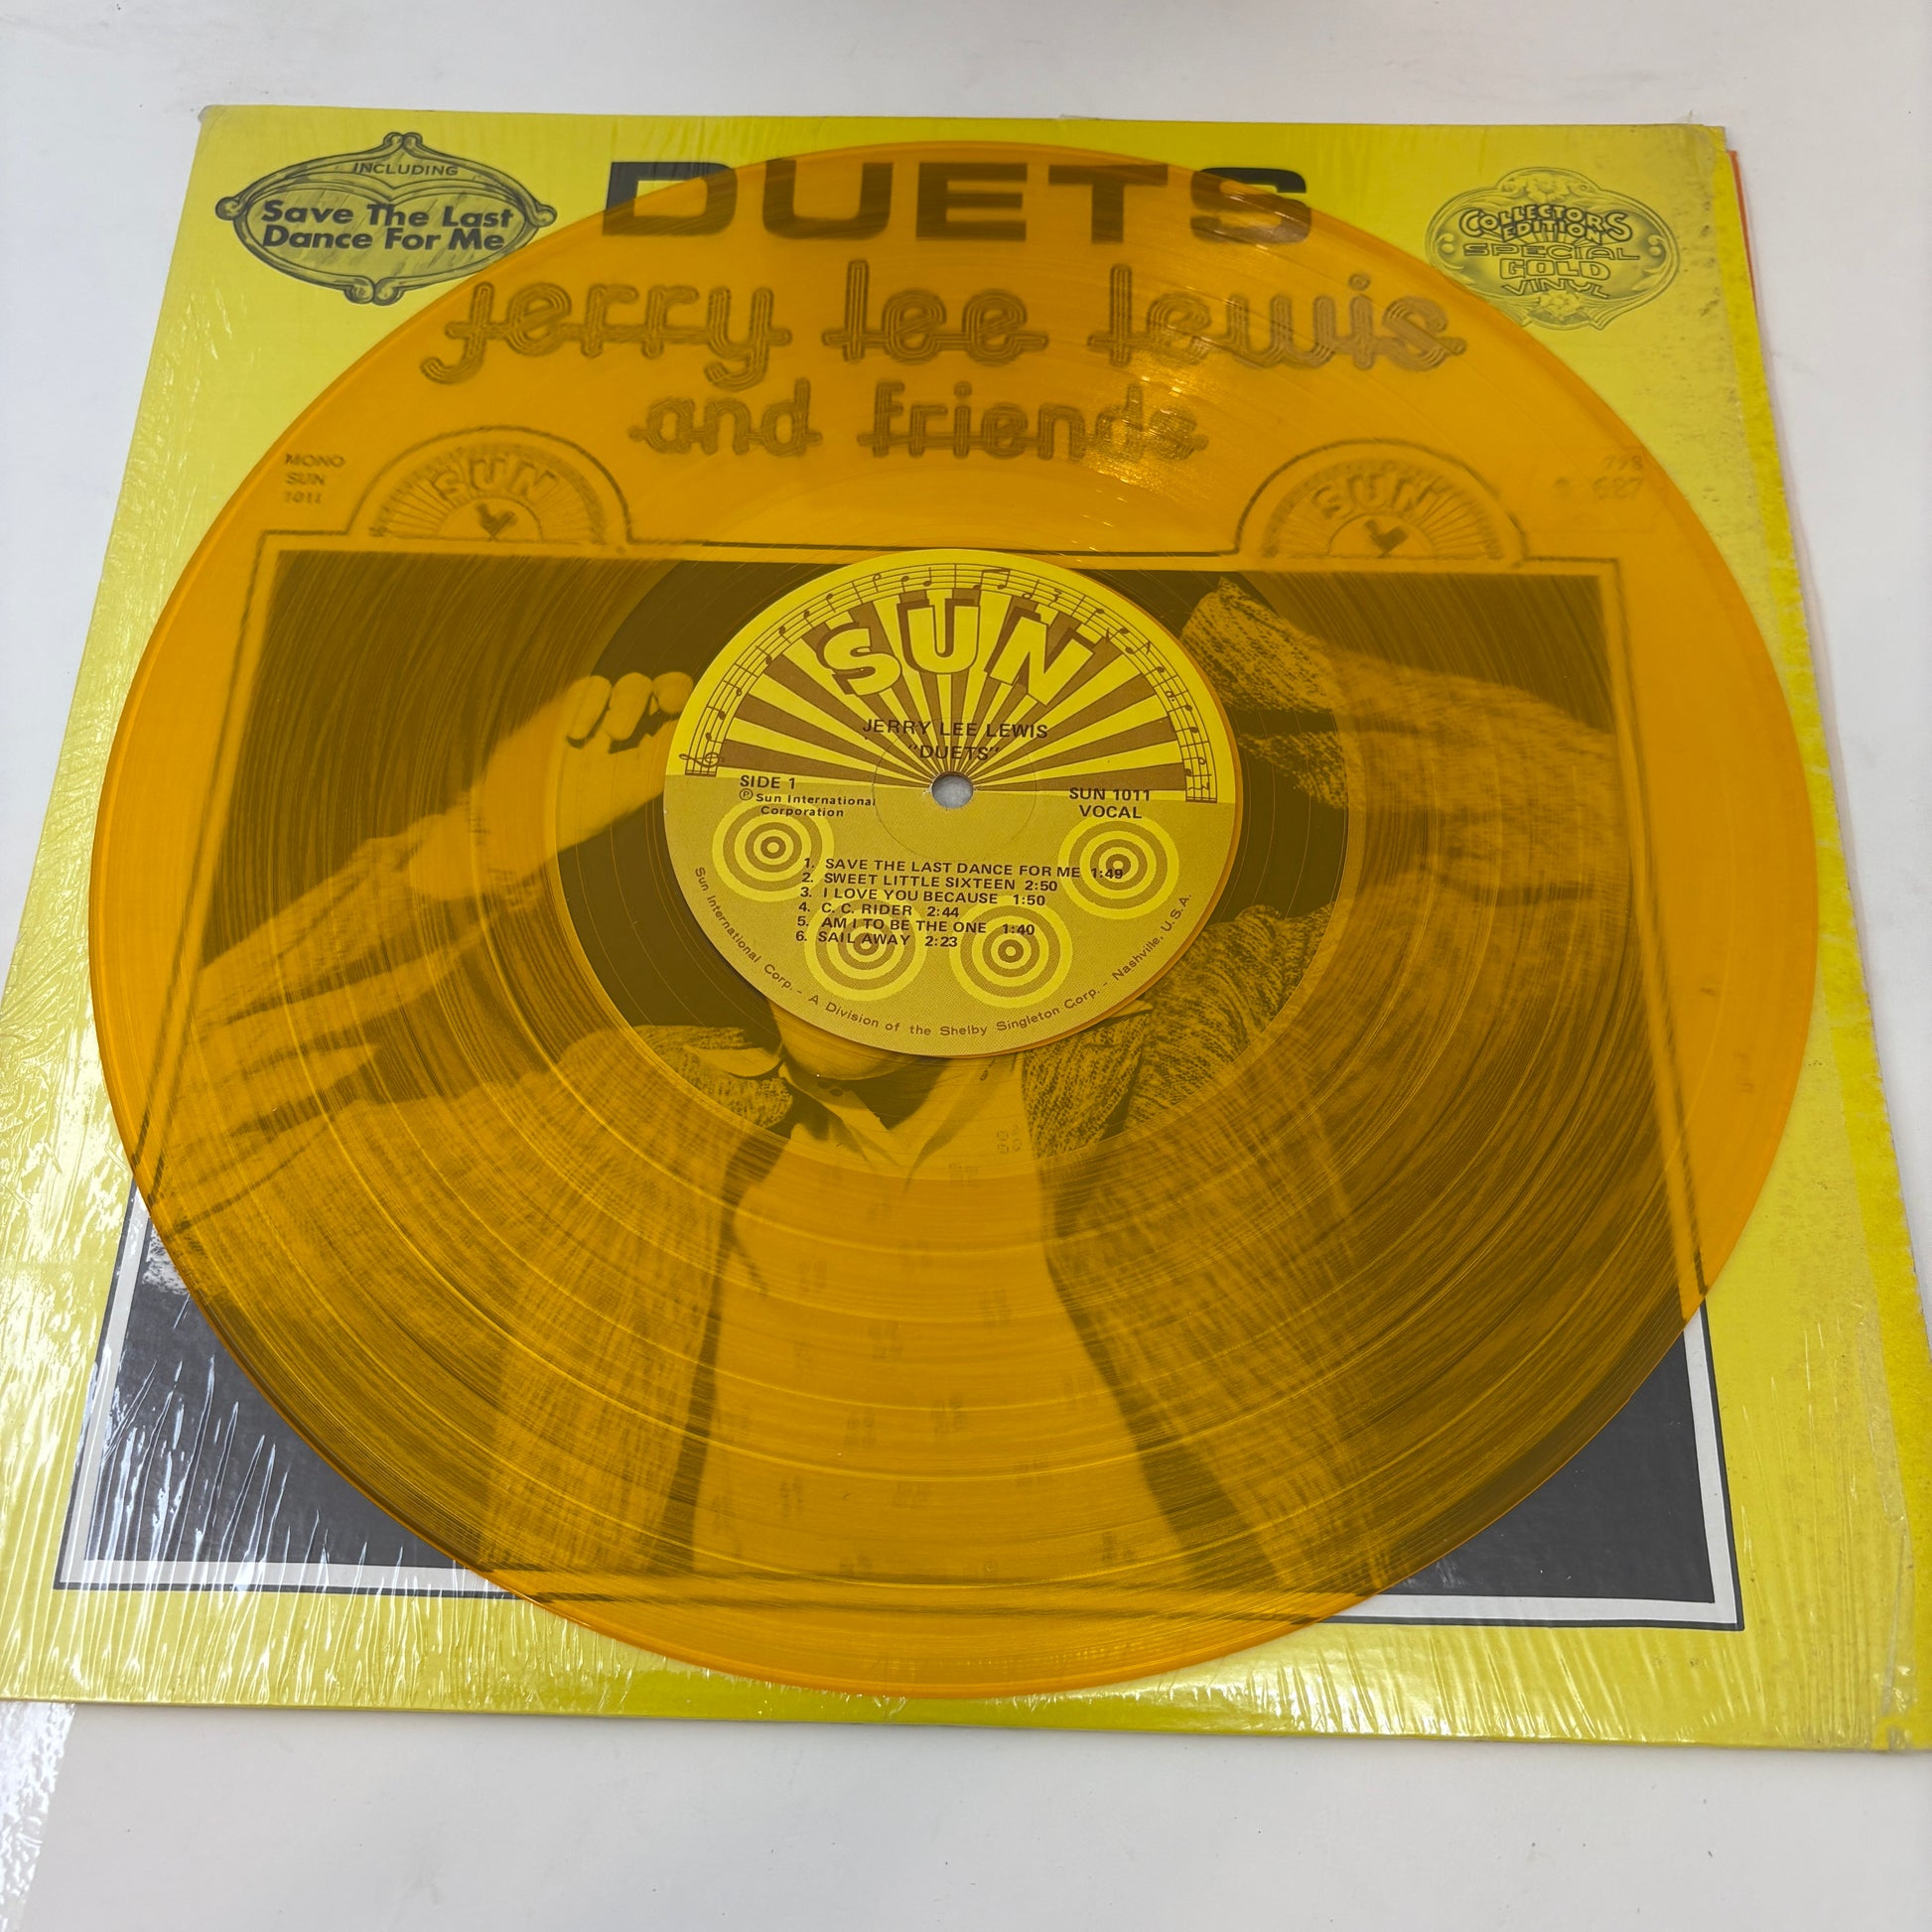 INCLUDING
Save The Last
Dance For Me
DUETS
COLLECTORS
EDITION
SPECIAL
GOLD
VINYL
jerry lee lewis
and friends
MONO
SUN
1011
SUN
SUN
SUN
JERRY LEE LEWIS
"DUETS"
SIDE 1
Ⓟ Sun International
Corporation
SUN 1011
VOCAL
1. SAVE THE LAST DANCE FOR ME 1:49
2. SWEET LITTLE SIXTEEN 2:50
3. I LOVE YOU BECAUSE 1:50
4. C. C. RIDER 2:44
5. AM I TO BE THE ONE 1:40
6. SAIL AWAY 2:23
Sun International Corp. - A Division of the Shelby Singleton Corp. - Nashville, U.S.A.